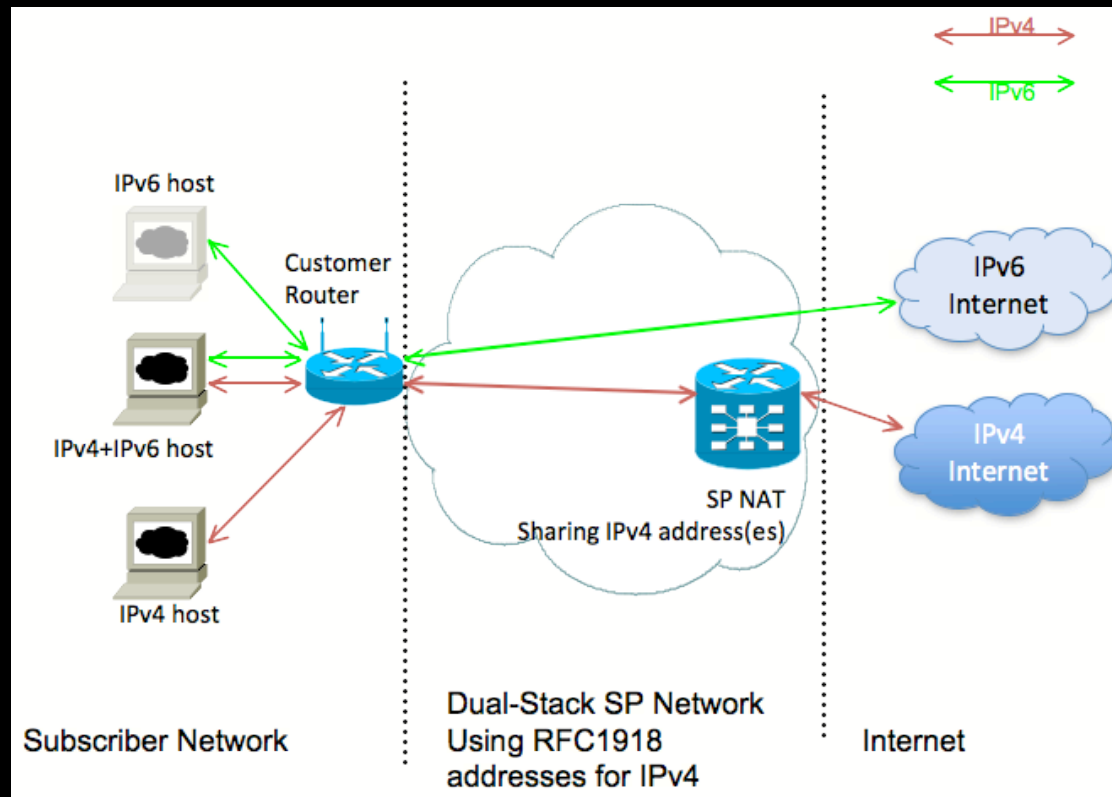 IPv4
IPv6
IPv6 host
Customer
Router
IPv6
Internet
IPv4+IPv6 host
IPv4
Internet
SP NAT
Sharing IPv4 address(es)
IPv4 host
Subscriber Network
Dual-Stack SP Network
Using RFC1918
addresses for IPv4
Internet